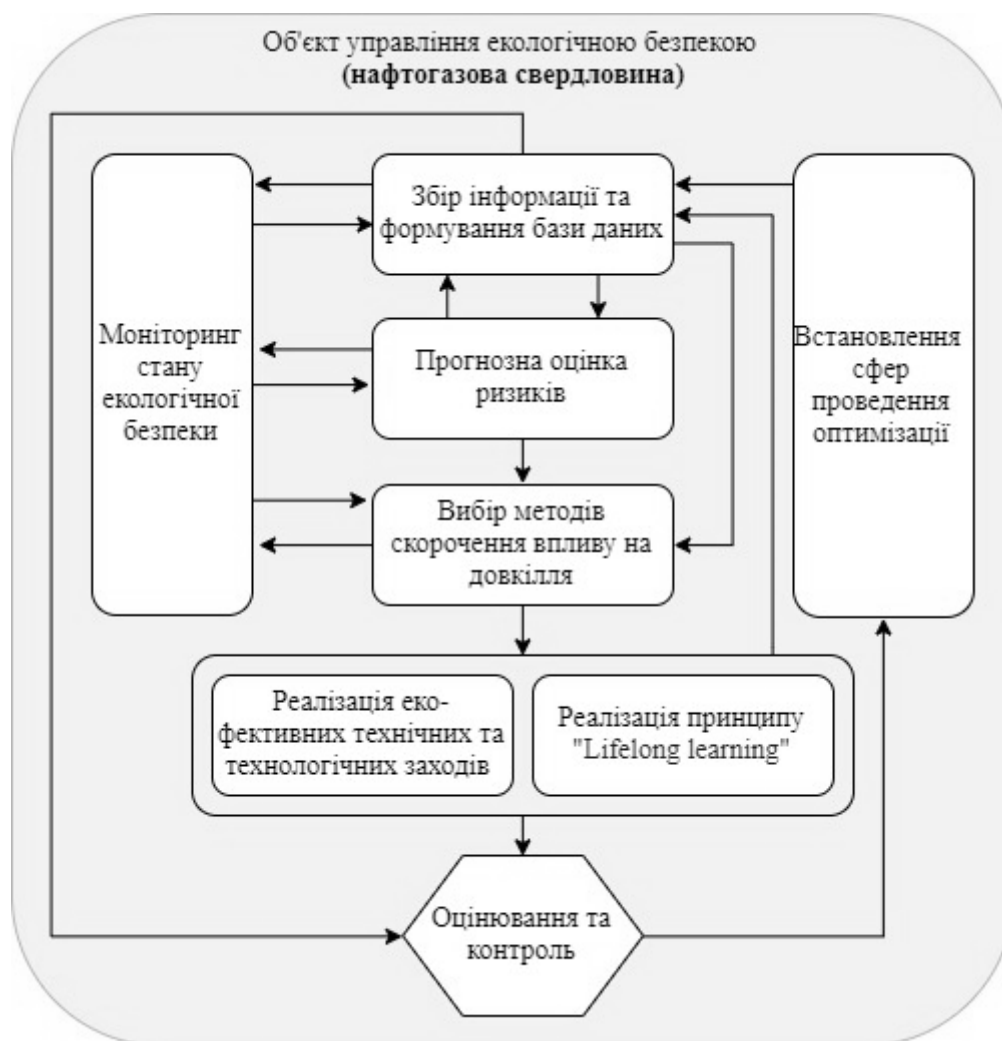 Об'єкт управління екологічною безпекою
(нафтогазова свердловина)
Збір інформації та
формування бази даних
Моніторинг
стану
екологічної
безпеки
Прогнозна оцінка
ризиків
Встановлення
сфер
проведення
оптимізації
Вибір методів
скорочення впливу на
довкілля
Реалізація еко-
фективних технічних та
технологічних заходів
Реалізація принципу
"Lifelong learning"
Оцінювання та
контроль